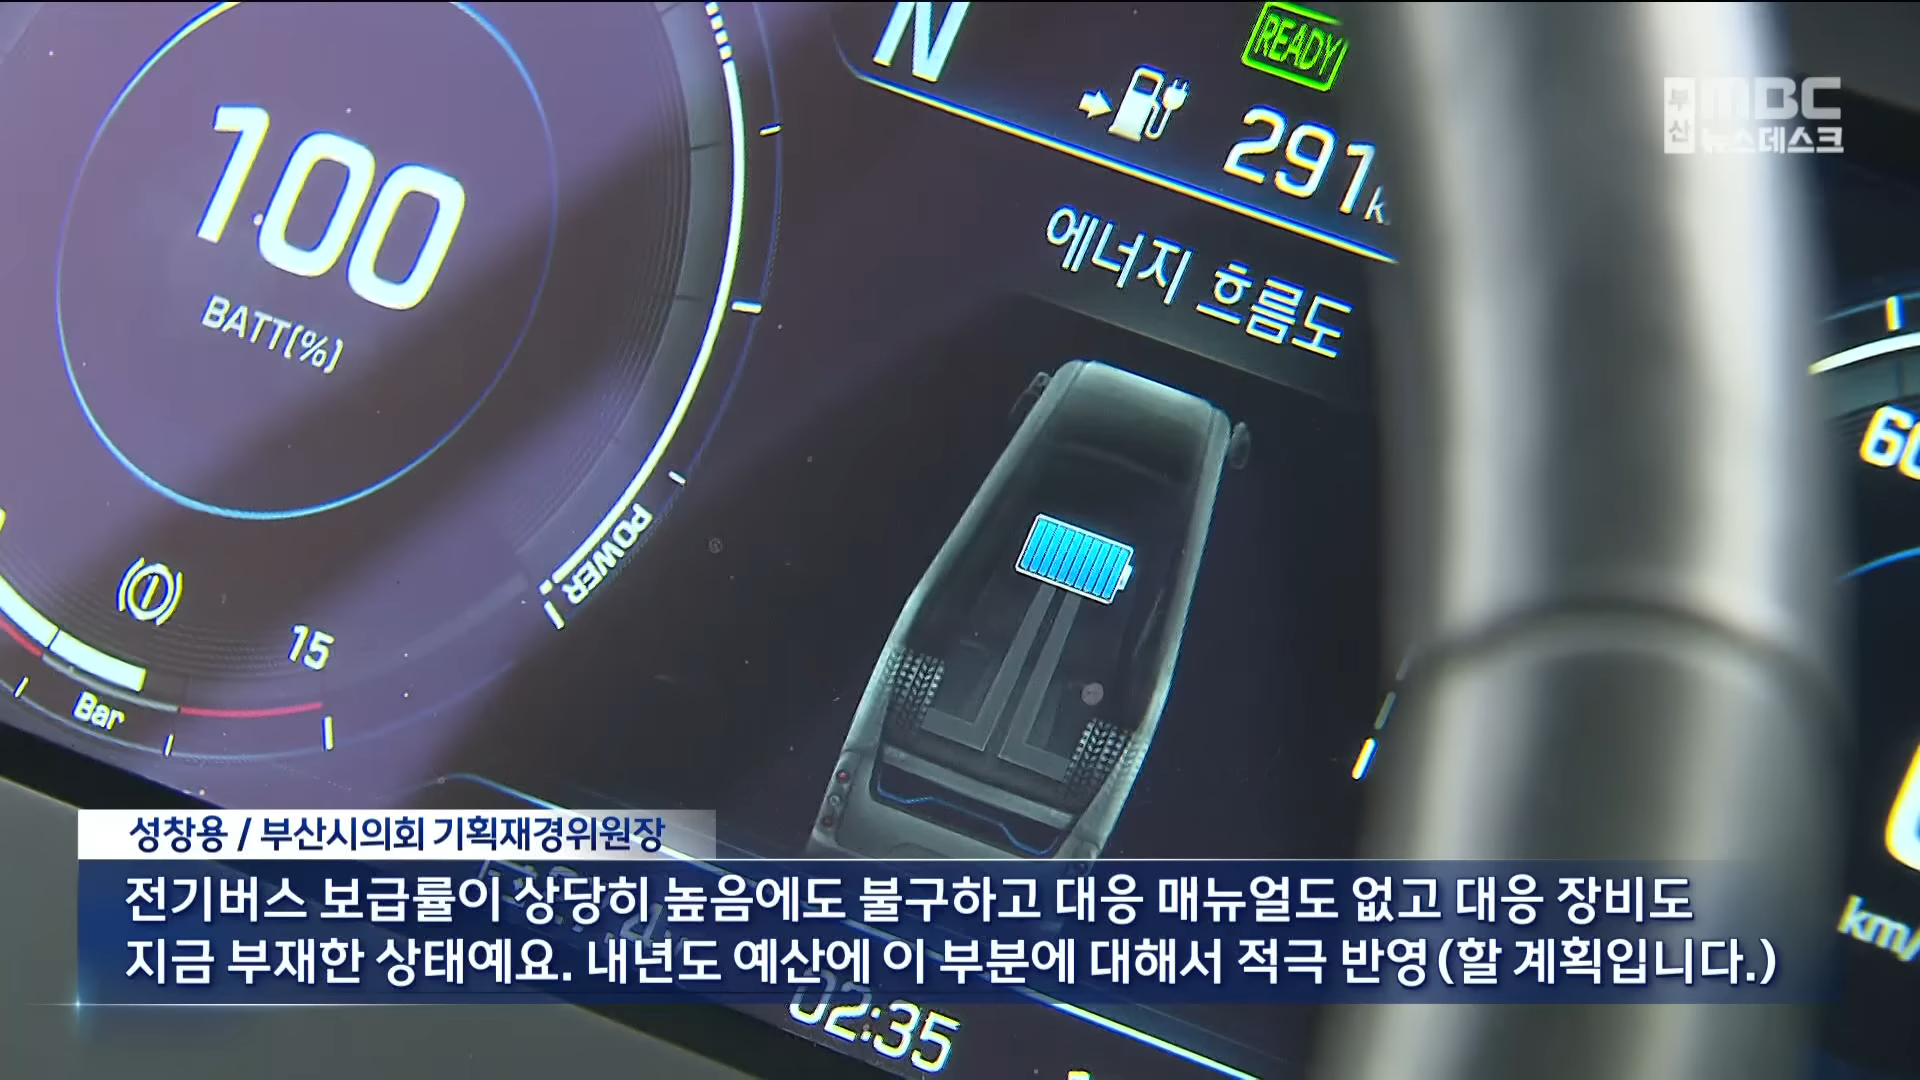 N
READY
291
에너지 흐름도
100
BATT(%)
POWER
15
Bar
60
km/
부산
MBC
뉴스데스크
성창용 / 부산시의회 기획재경위원장
전기버스 보급률이 상당히 높음에도 불구하고 대응 매뉴얼도 없고 대응 장비도
지금 부재한 상태예요. 내년도 예산에 이 부분에 대해서 적극 반영(할 계획입니다.)
02:35